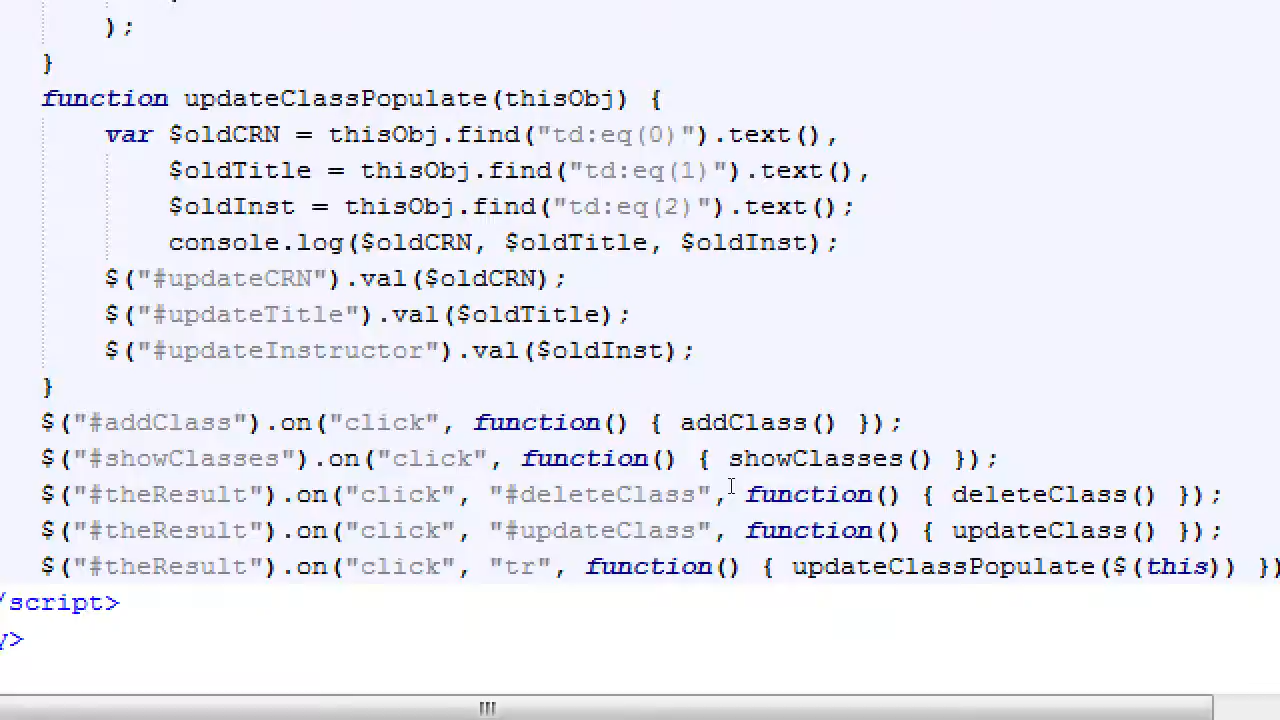 );
}
function updateClassPopulate(thisObj) {
var $oldCRN = thisObj.find("td:eq(0)").text(),
$oldTitle = thisObj.find("td:eq(1)").text(),
$oldInst = thisObj.find("td:eq(2)").text();
console.log($oldCRN, $oldTitle, $oldInst);
$("#updateCRN").val($oldCRN);
$("#updateTitle").val($oldTitle);
$("#updateInstructor").val($oldInst);
}
$("#addClass").on("click", function() { addClass() });
$("#showClasses").on("click", function() { showClasses() });
$("#theResult").on("click", "#deleteClass", function() { deleteClass() });
$("#theResult").on("click", "#updateClass", function() { updateClass() });
$("#theResult").on("click", "tr", function() { updateClassPopulate($(this)) })
/script>
y>